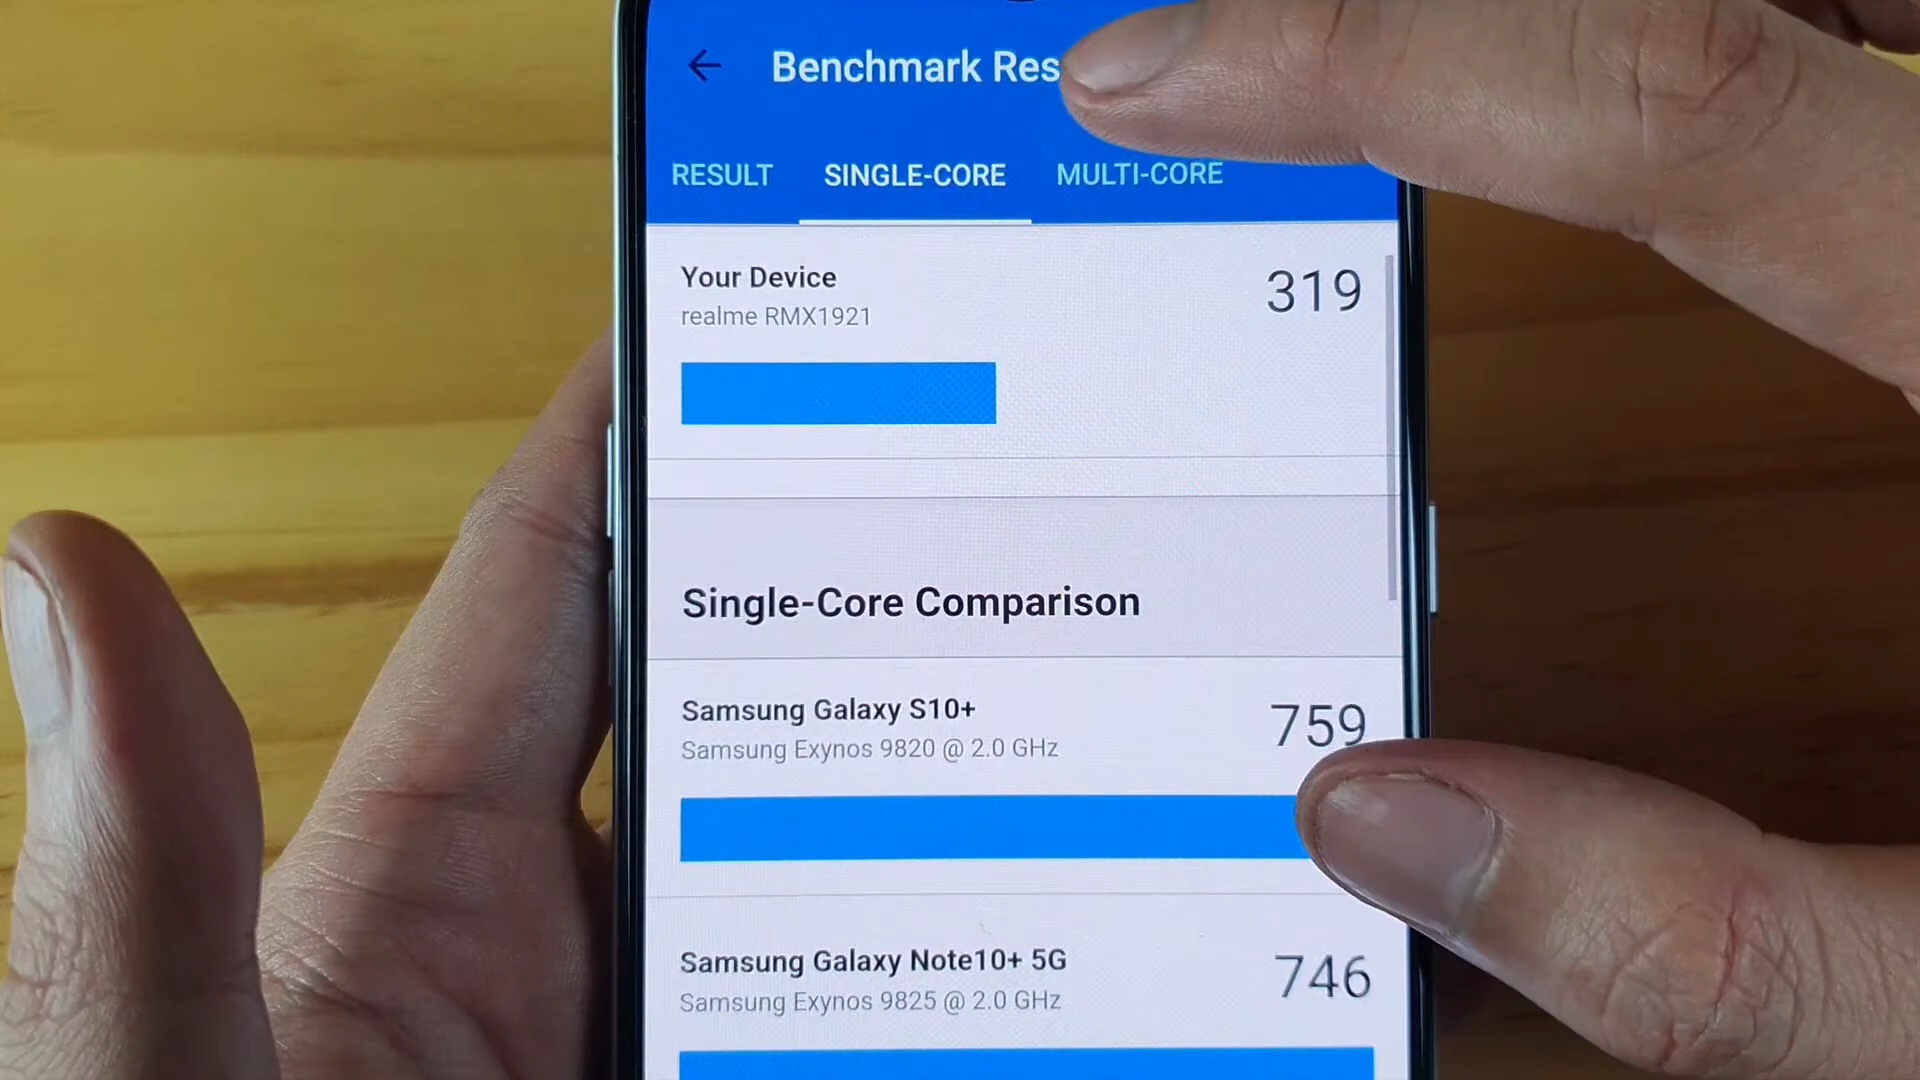 Benchmark Res
RESULT SINGLE-CORE MULTI-CORE
Your Device 319
realme RMX1921
Single-Core Comparison
Samsung Galaxy S10+ 759
Samsung Exynos 9820 @ 2.0 GHz
Samsung Galaxy Note10+ 5G 746
Samsung Exynos 9825 @ 2.0 GHz